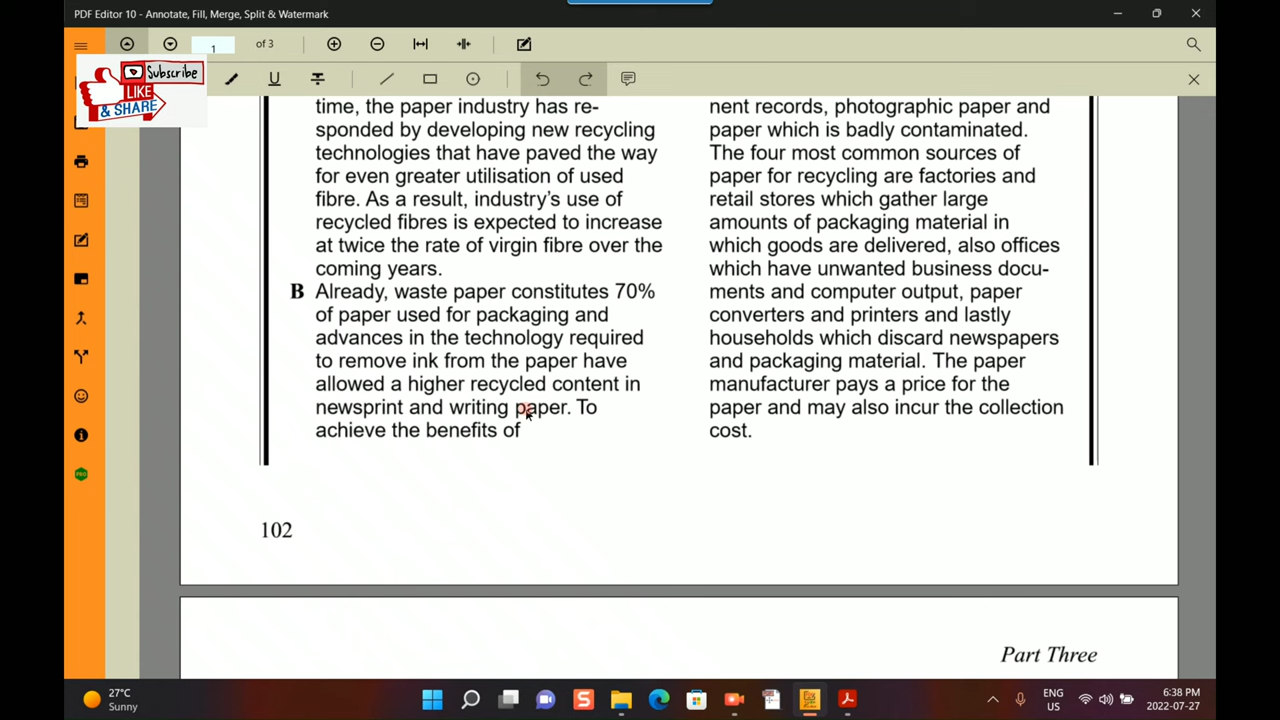 PDF Editor 10 - Annotate, Fill, Merge, Split & Watermark
1 of 3
Subscribe
LIKE
& SHARE
time, the paper industry has re-
sponded by developing new recycling
technologies that have paved the way
for even greater utilisation of used
fibre. As a result, industry's use of
recycled fibres is expected to increase
at twice the rate of virgin fibre over the
coming years.
B Already, waste paper constitutes 70%
of paper used for packaging and
advances in the technology required
to remove ink from the paper have
allowed a higher recycled content in
newsprint and writing paper. To
achieve the benefits of
nent records, photographic paper and
paper which is badly contaminated.
The four most common sources of
paper for recycling are factories and
retail stores which gather large
amounts of packaging material in
which goods are delivered, also offices
which have unwanted business docu-
ments and computer output, paper
converters and printers and lastly
households which discard newspapers
and packaging material. The paper
manufacturer pays a price for the
paper and may also incur the collection
cost.
102
Part Three
27°C
Sunny
ENG
US
6:38 PM
2022-07-27